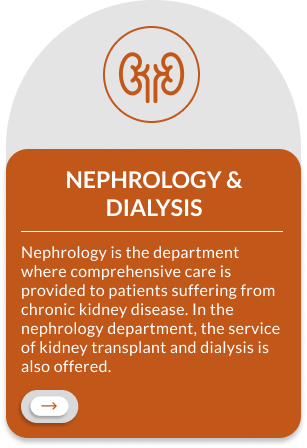 NEPHROLOGY &
DIALYSIS
Nephrology is the department
where comprehensive care is
provided to patients suffering from
chronic kidney disease. In the
nephrology department, the service
of kidney transplant and dialysis is
also offered.